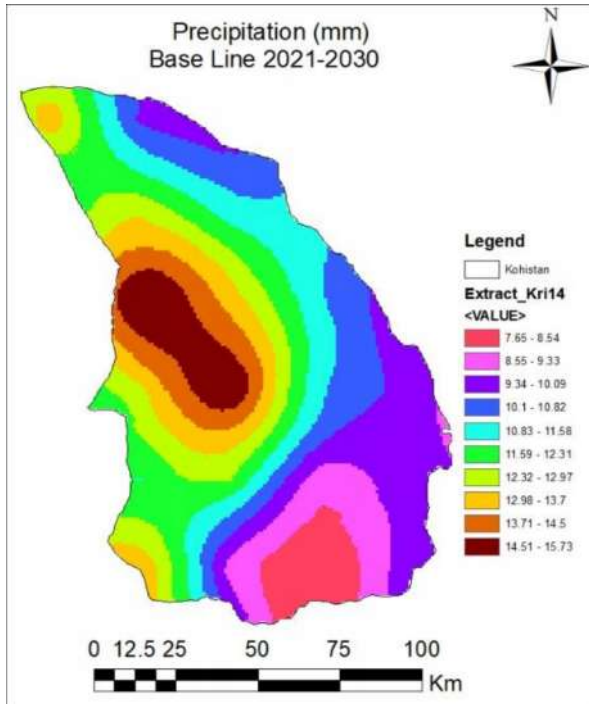 Precipitation (mm)
Base Line 2021-2030
N
Legend
Kohistan
Extract_Kri14
<VALUE>
7.65 - 8.54
8.55 - 9.33
9.34 - 10.09
10.1 - 10.82
10.83 - 11.58
11.59 - 12.31
12.32 - 12.97
12.98 - 13.7
13.71 - 14.5
14.51 - 15.73
0 12.5 25 50 75 100
Km